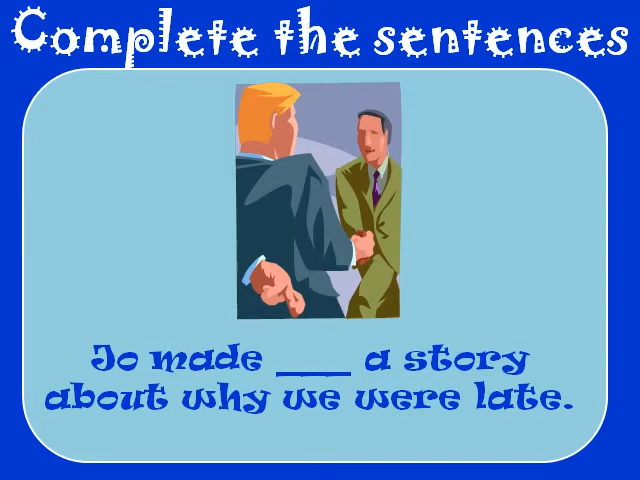 Complete the sentences
Jo made ___ a story
about why we were late.